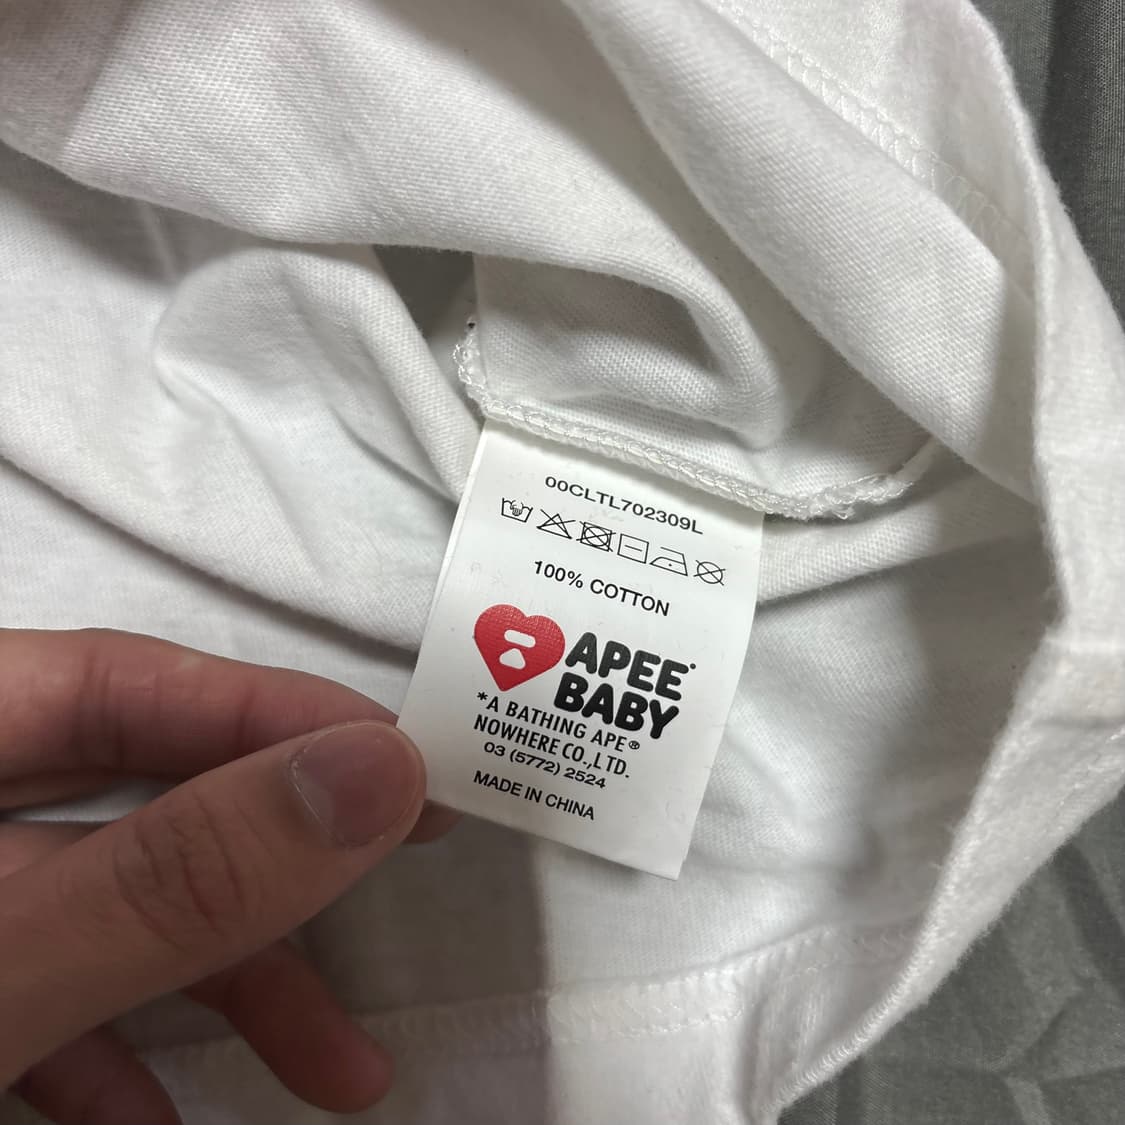 00CLTL702309L
100% COTTON
APEE®
BABY
*A BATHING APE®
NOWHERE CO.,LTD.
03 (5772) 2524
MADE IN CHINA